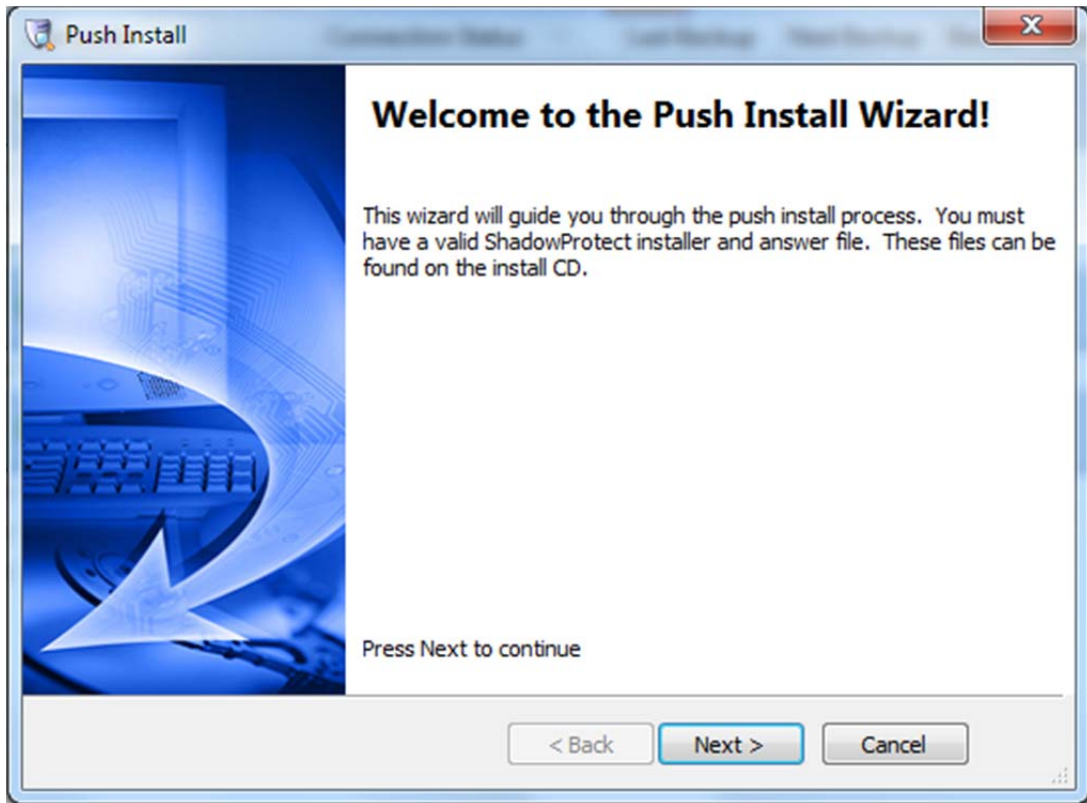 Push Install
Welcome to the Push Install Wizard!
This wizard will guide you through the push install process.  You must
have a valid ShadowProtect installer and answer file.  These files can be
found on the install CD.
Press Next to continue
< Back
Next >
Cancel